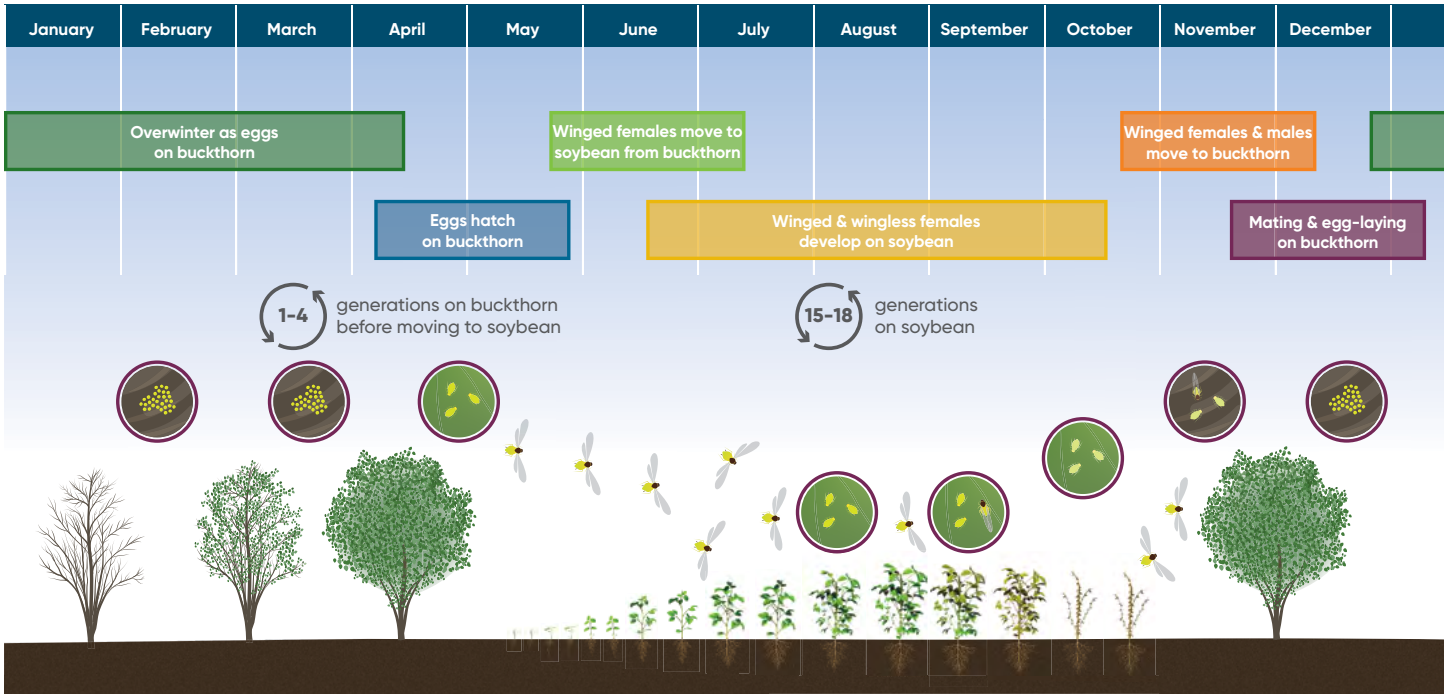 January
February
March
April
May
June
July
August
September
October
November
December
Overwinter as eggs
on buckthorn
Winged females move to
soybean from buckthorn
Winged females & males
move to buckthorn
Eggs hatch
on buckthorn
Winged & wingless females
develop on soybean
Mating & egg-laying
on buckthorn
1-4
generations on buckthorn
before moving to soybean
15-18
generations
on soybean